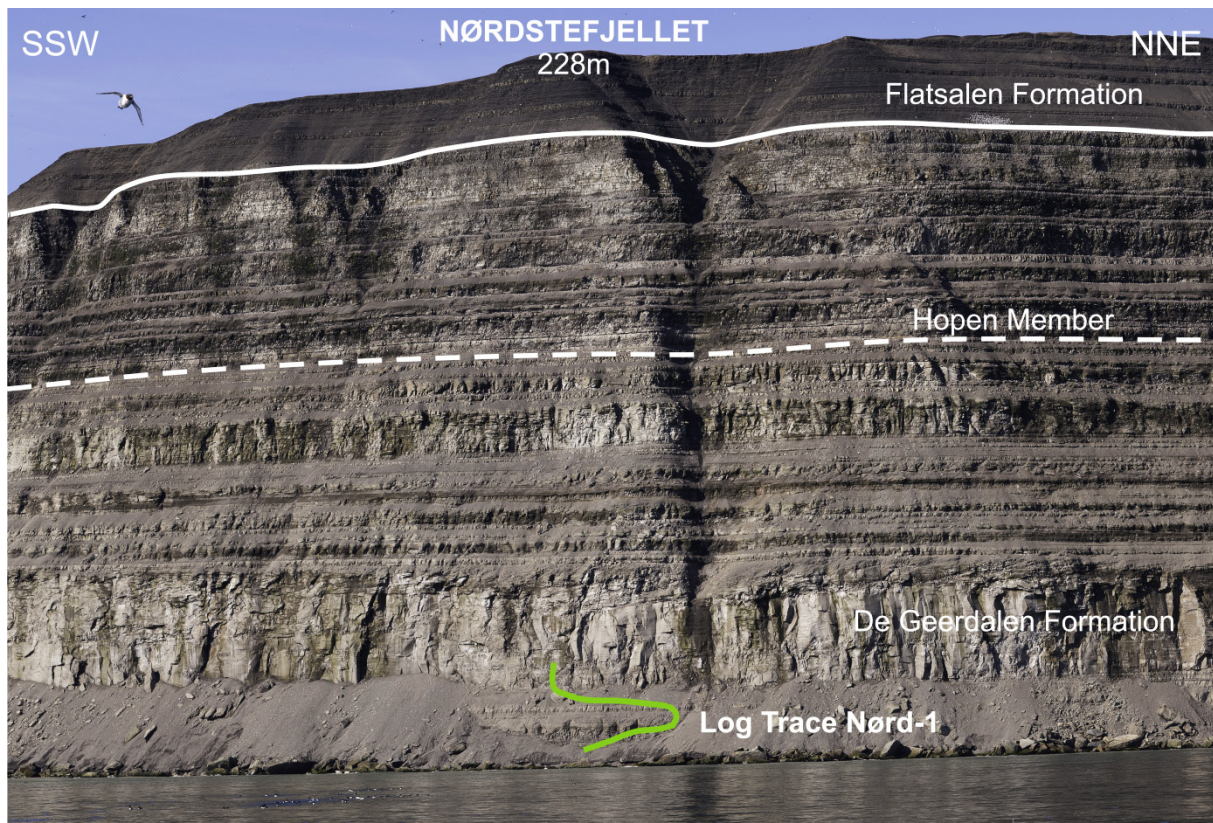 SSW
NØRDSTEFJELLET
228m
NNE
Flatsalen Formation
Hopen Member
De Geerdalen Formation
Log Trace Nørd-1